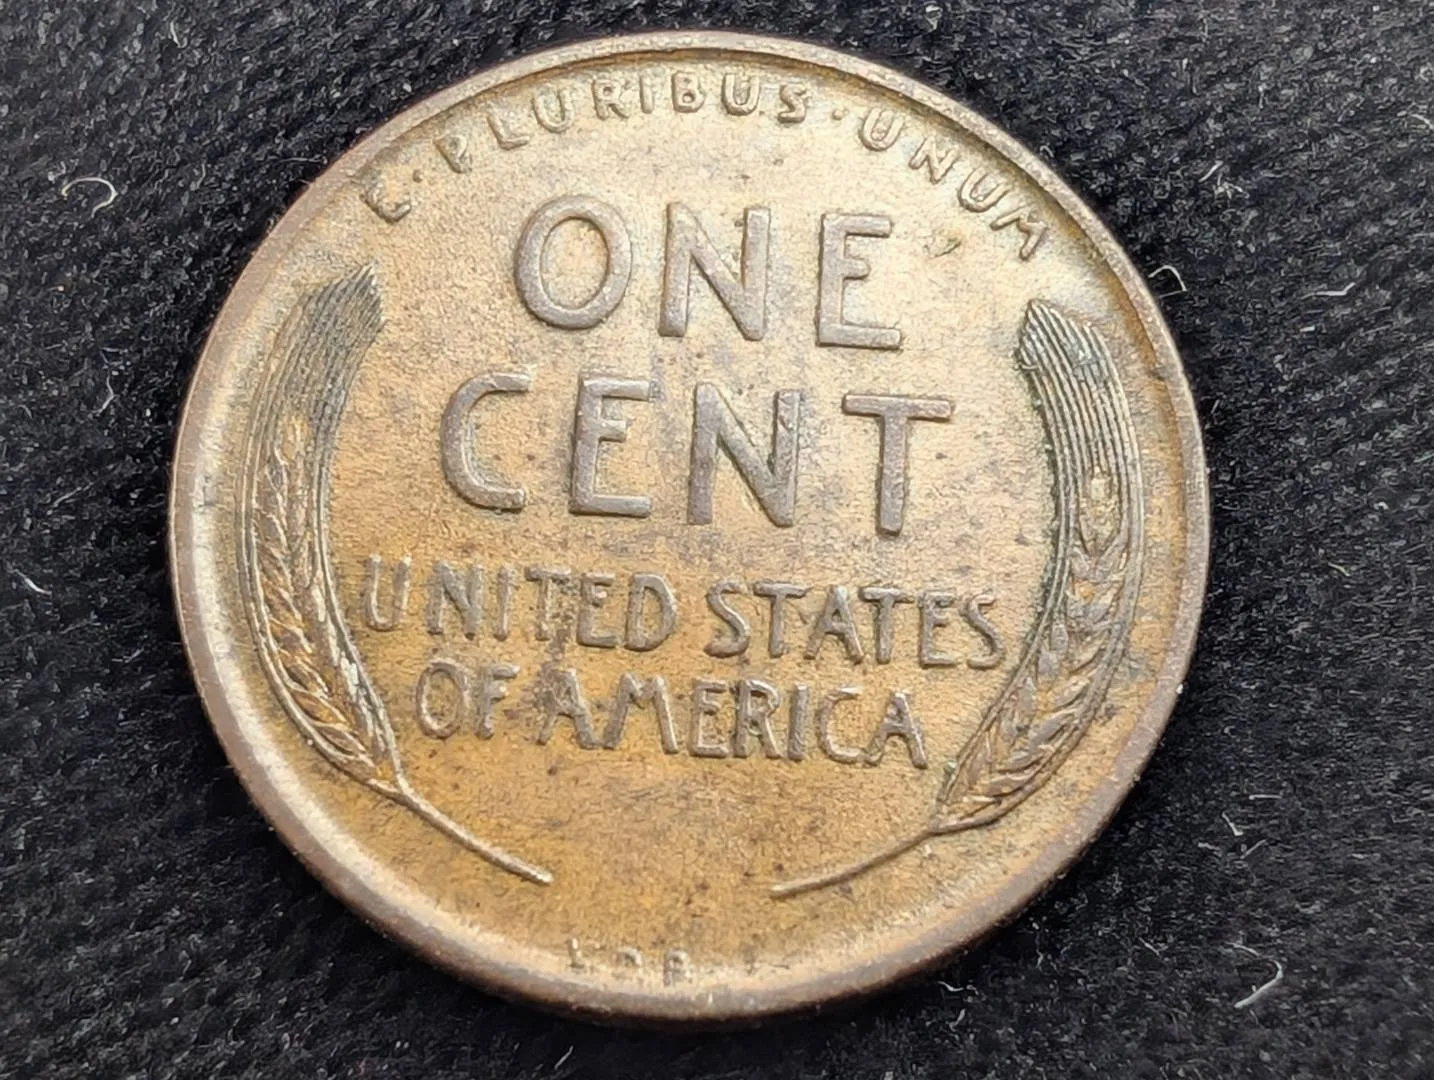 E · PLURIBUS · UNUM
ONE
CENT
UNITED STATES
OF AMERICA